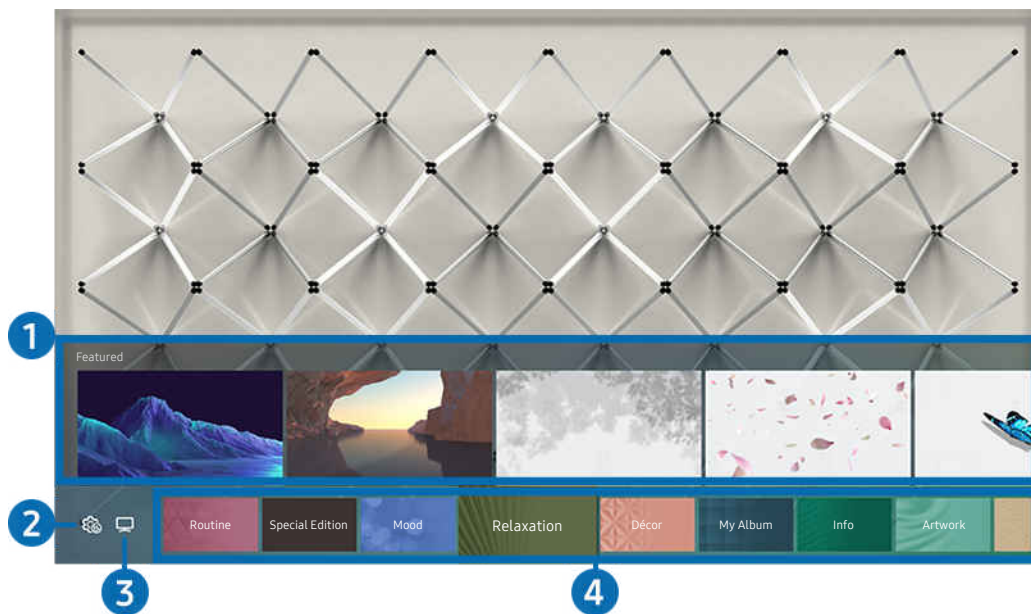 1
Featured
2
Routine
Special Edition
Mood
Relaxation
Décor
My Album
Info
Artwork
3
4